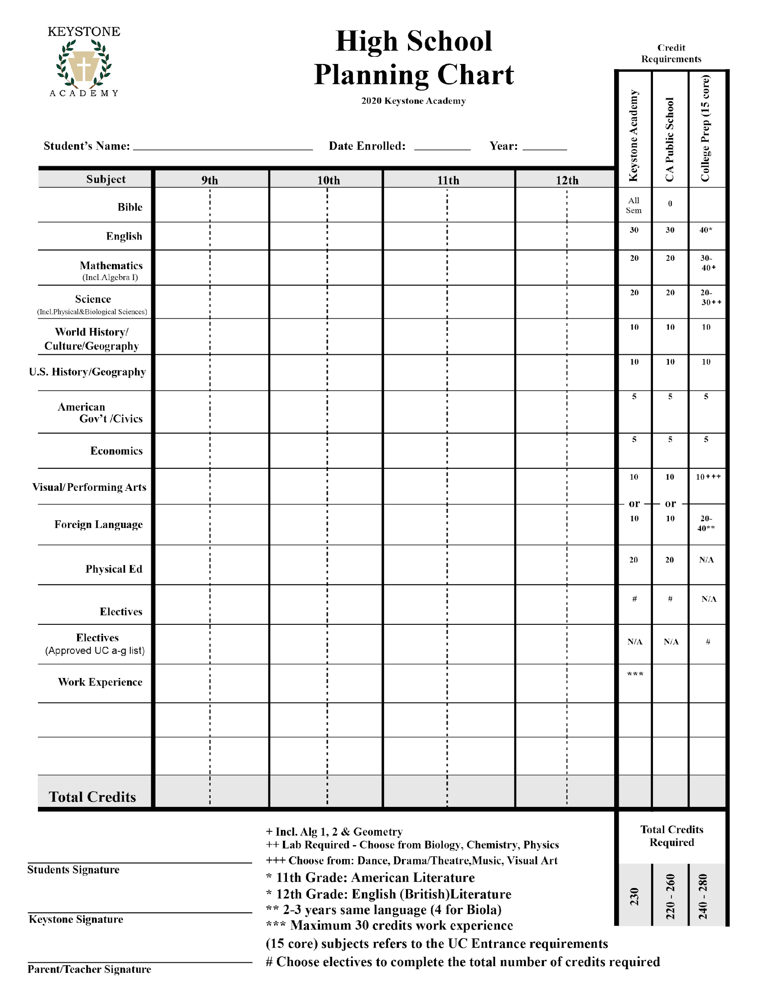 KEYSTONE
ACADEMY
High School
Planning Chart
2020 Keystone Academy
Credit
Requirements
Student’s Name: Date Enrolled: Year:
Keystone Academy
CA Public School
College Prep (15 core)
Subject 9th 10th 11th 12th
Bible All Sem 0
English 30 30 40*
Mathematics 20 20 30-
(Incl.Algebra I) 40+
Science 20 20 20-
(Incl.Physical&Biological Sciences) 30++
World History/ 10 10 10
Culture/Geography
U.S. History/Geography 10 10 10
American 5 5 5
Gov’t /Civics
Economics 5 5 5
Visual/Performing Arts 10 10 10+++
or or
Foreign Language 10 10 20-
40**
Physical Ed 20 20 N/A
Electives # # N/A
Electives
(Approved UC a-g list) N/A N/A #
Work Experience ***
Total Credits
Total Credits
Required
230
220 - 260
240 - 280
Students Signature
Keystone Signature
Parent/Teacher Signature
+ Incl. Alg 1, 2 & Geometry
++ Lab Required - Choose from Biology, Chemistry, Physics
+++ Choose from: Dance, Drama/Theatre,Music, Visual Art
* 11th Grade: American Literature
* 12th Grade: English (British)Literature
** 2-3 years same language (4 for Biola)
*** Maximum 30 credits work experience
(15 core) subjects refers to the UC Entrance requirements
# Choose electives to complete the total number of credits required